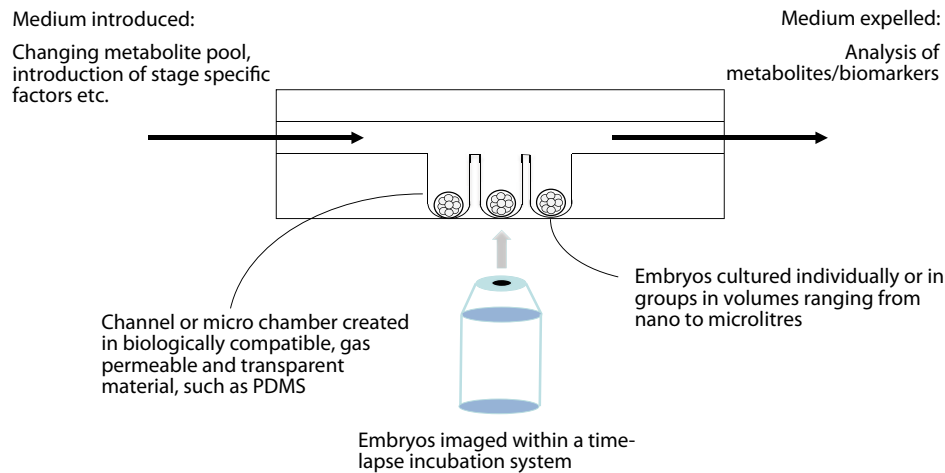 Medium introduced:
Changing metabolite pool,
introduction of stage specific
factors etc.
Medium expelled:
Analysis of
metabolites/biomarkers
Channel or micro chamber created
in biologically compatible, gas
permeable and transparent
material, such as PDMS
Embryos cultured individually or in
groups in volumes ranging from
nano to microlitres
Embryos imaged within a time-
lapse incubation system